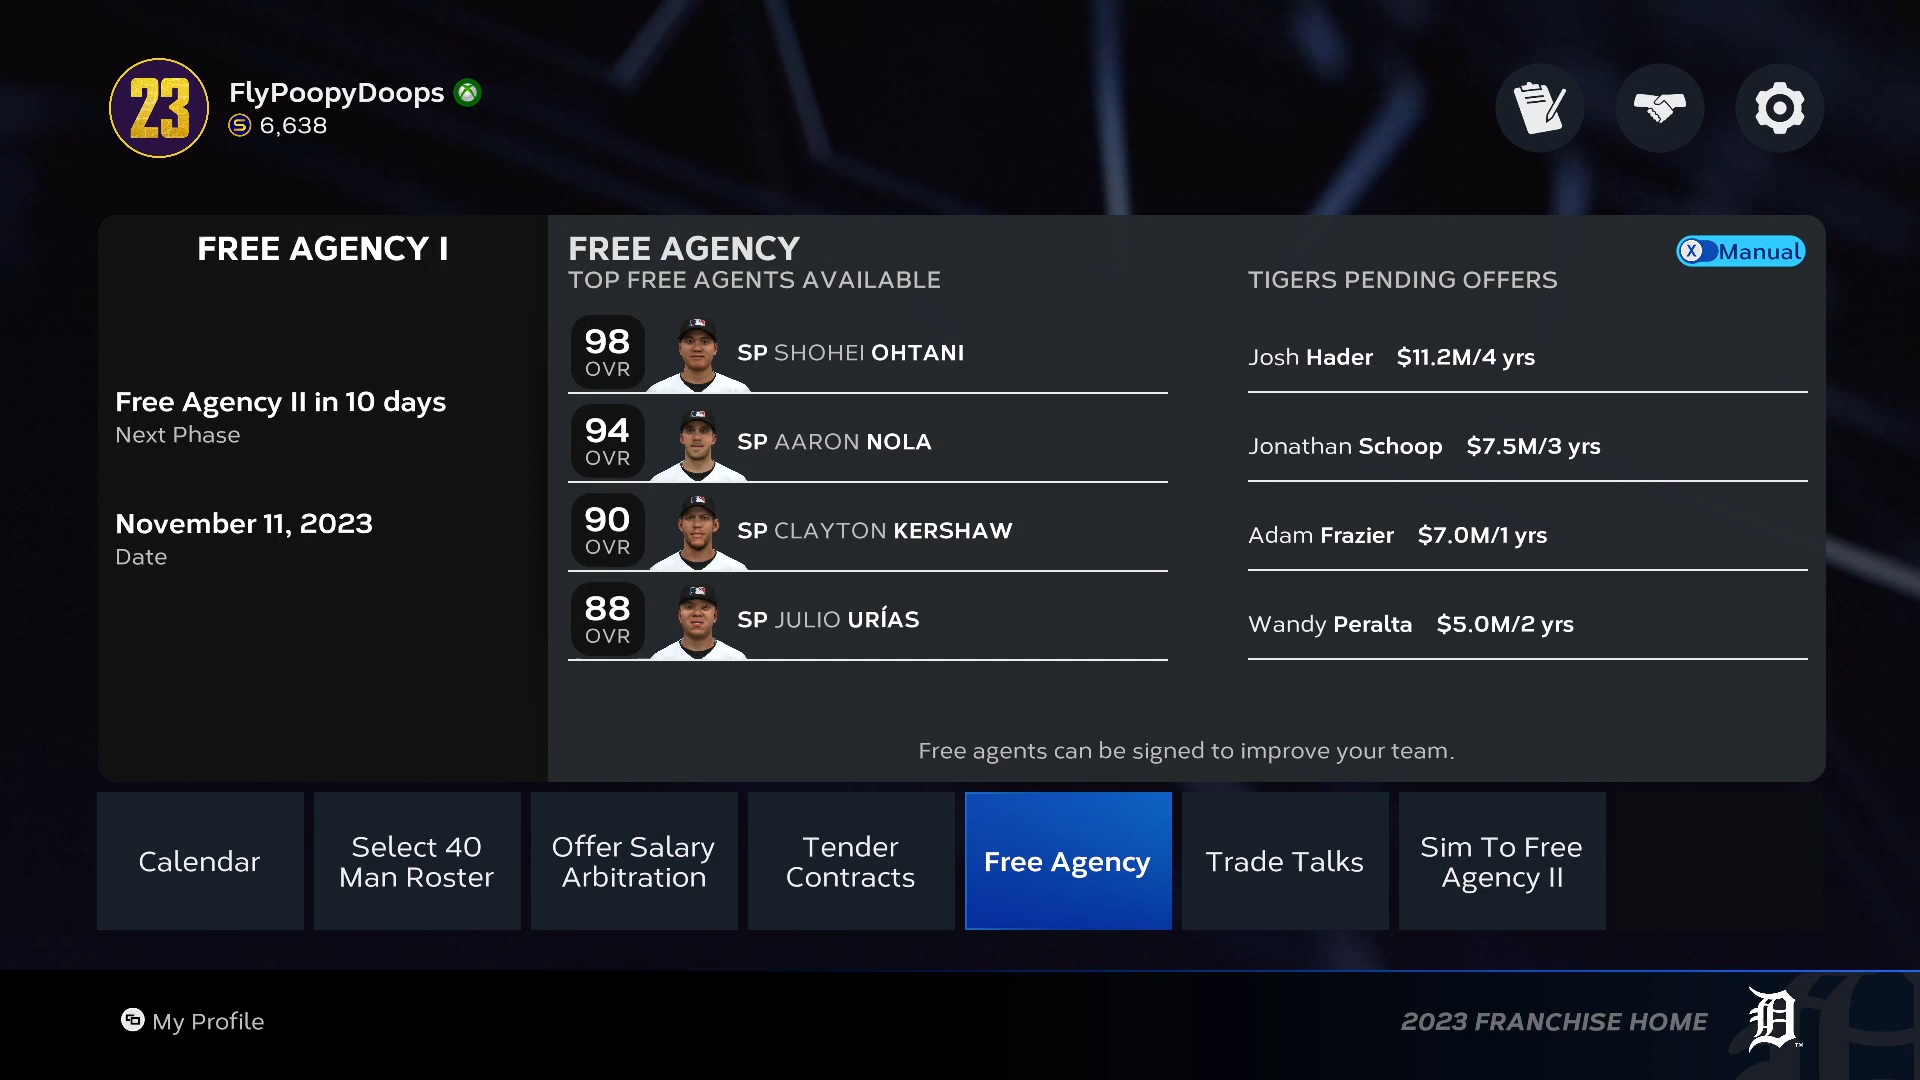 23
FlyPoopyDoops
S 6,638
FREE AGENCY I
Free Agency II in 10 days
Next Phase
November 11, 2023
Date
FREE AGENCY
TOP FREE AGENTS AVAILABLE
98 OVR SP SHOHEI OHTANI
94 OVR SP AARON NOLA
90 OVR SP CLAYTON KERSHAW
88 OVR SP JULIO URÍAS
X Manual
TIGERS PENDING OFFERS
Josh Hader $11.2M/4 yrs
Jonathan Schoop $7.5M/3 yrs
Adam Frazier $7.0M/1 yrs
Wandy Peralta $5.0M/2 yrs
Free agents can be signed to improve your team.
Calendar
Select 40
Man Roster
Offer Salary
Arbitration
Tender
Contracts
Free Agency
Trade Talks
Sim To Free
Agency II
My Profile
2023 FRANCHISE HOME
D™